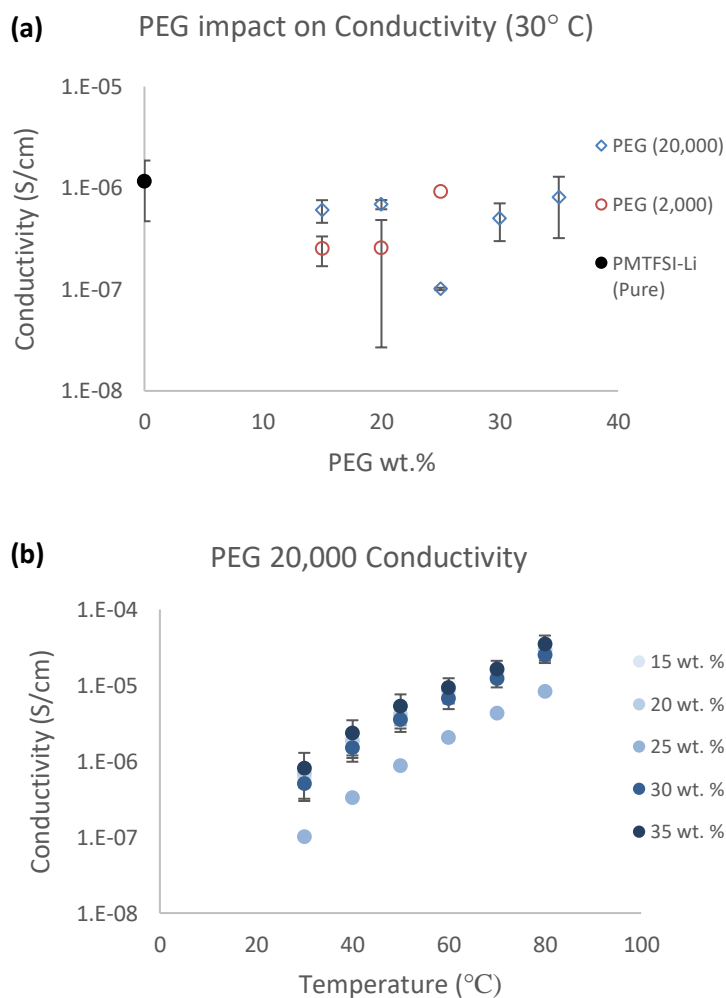 (a)
PEG impact on Conductivity (30° C)
Conductivity (S/cm)
1.E-05
1.E-06
1.E-07
1.E-08
0
10
20
30
40
PEG wt.%
PEG (20,000)
PEG (2,000)
PMTFSI-Li
(Pure)
(b)
PEG 20,000 Conductivity
Conductivity (S/cm)
1.E-04
1.E-05
1.E-06
1.E-07
1.E-08
0
20
40
60
80
100
Temperature (°C)
15 wt. %
20 wt. %
25 wt. %
30 wt. %
35 wt. %